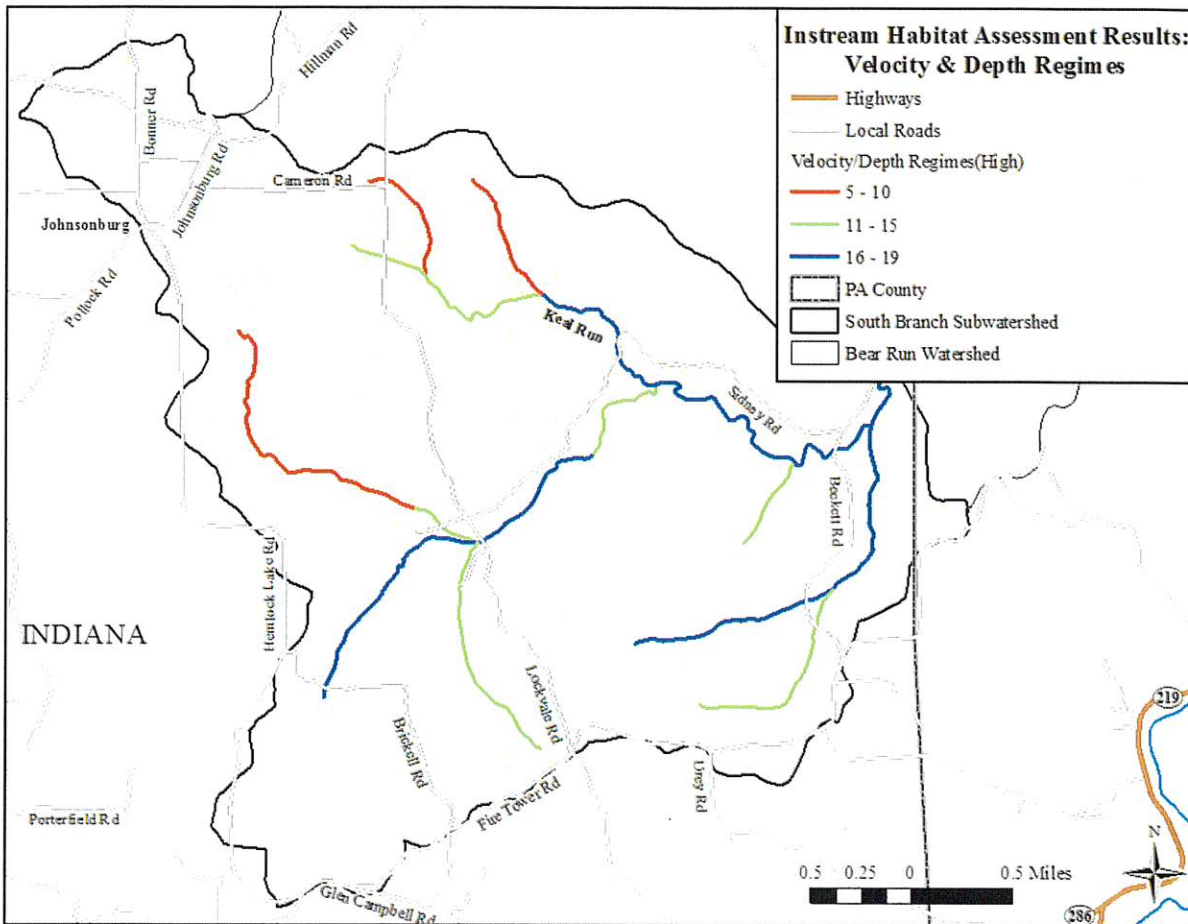 Instream Habitat Assessment Results:
Velocity & Depth Regimes
Highways
Local Roads
Velocity/Depth Regimes(High)
5 - 10
11 - 15
16 - 19
PA County
South Branch Subwatershed
Bear Run Watershed
Hillman Rd
Bonner Rd
Johnsonburg Rd
Cameron Rd
Johnsonburg
Pollock Rd
Keal Run
Sidney Rd
Beckett Rd
Hemlock Lake Rd
INDIANA
Lockvale Rd
Brickell Rd
Urey Rd
Fire Tower Rd
Porterfield Rd
Glen Campbell Rd
219
N
0.5 0.25 0 0.5 Miles
286